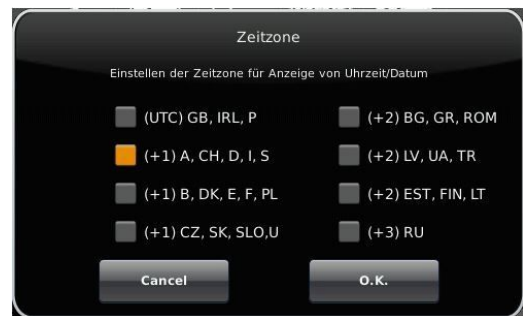 Zeitzone
Einstellen der Zeitzone für Anzeige von Uhrzeit/Datum
(UTC) GB, IRL, P
(+2) BG, GR, ROM
(+1) A, CH, D, I, S
(+2) LV, UA, TR
(+1) B, DK, E, F, PL
(+2) EST, FIN, LT
(+1) CZ, SK, SLO,U
(+3) RU
Cancel
O.K.